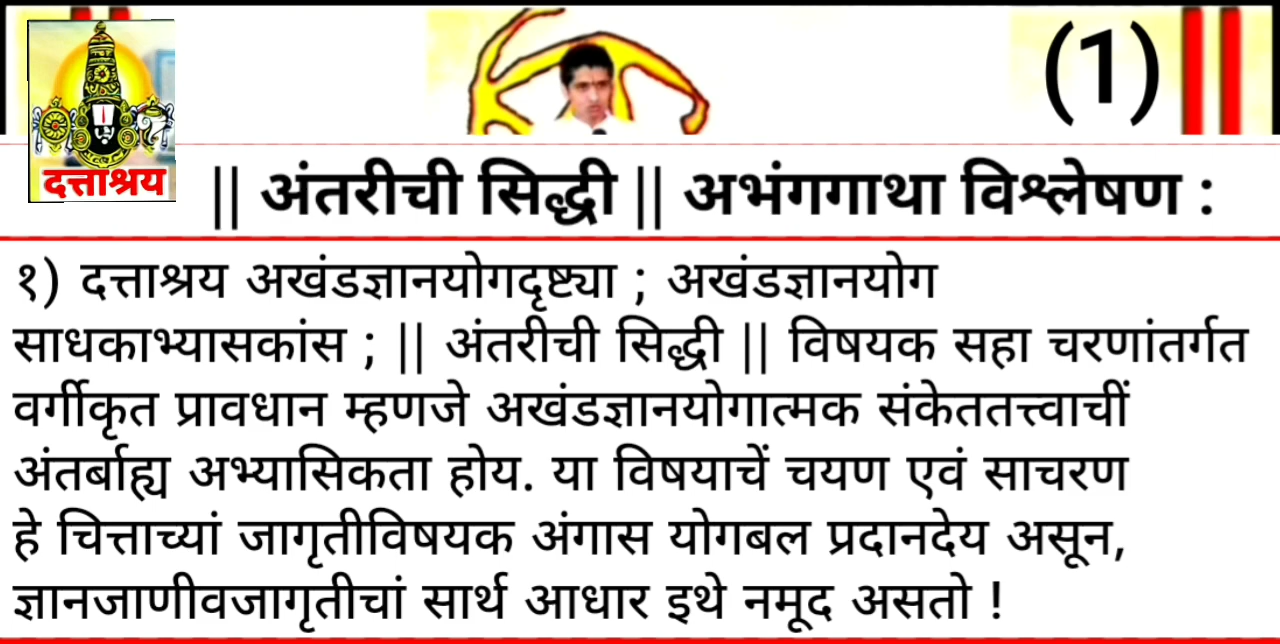 (1)
दत्ताश्रय
|| अंतरीची सिद्धी || अभंगगाथा विश्लेषण :
१) दत्ताश्रय अखंडज्ञानयोगदृष्ट्या ; अखंडज्ञानयोग
साधकाभ्यासकांस ; || अंतरीची सिद्धी || विषयक सहा चरणांतर्गत
वर्गीकृत प्रावधान म्हणजे अखंडज्ञानयोगात्मक संकेततत्त्वाचीं
अंतर्बाह्य अभ्यासिकता होय. या विषयाचें चयण एवं साचरण
हे चित्ताच्यां जागृतीविषयक अंगास योगबल प्रदानदेय असून,
ज्ञानजाणीवजागृतीचां सार्थ आधार इथे नमूद असतो !